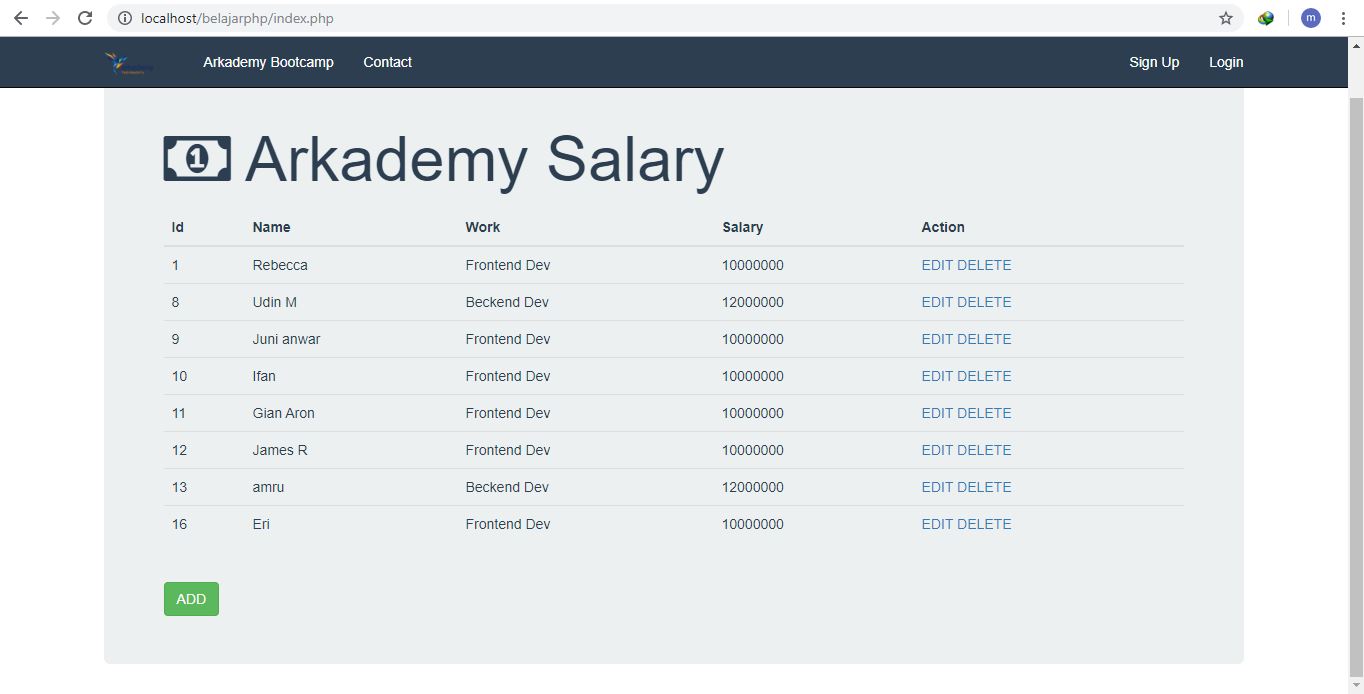 localhost/belajarphp/index.php
m
Arkademy Bootcamp Contact Sign Up Login
1 Arkademy Salary
Id Name Work Salary Action
1 Rebecca Frontend Dev 10000000 EDIT DELETE
8 Udin M Beckend Dev 12000000 EDIT DELETE
9 Juni anwar Frontend Dev 10000000 EDIT DELETE
10 Ifan Frontend Dev 10000000 EDIT DELETE
11 Gian Aron Frontend Dev 10000000 EDIT DELETE
12 James R Frontend Dev 10000000 EDIT DELETE
13 amru Beckend Dev 12000000 EDIT DELETE
16 Eri Frontend Dev 10000000 EDIT DELETE
ADD